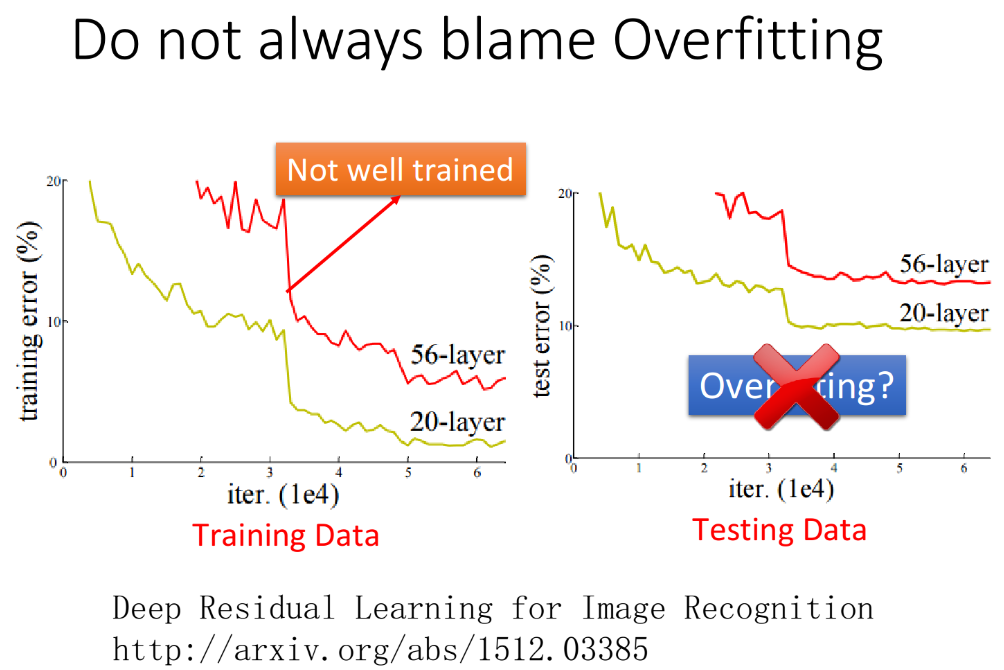 Do not always blame Overfitting
Not well trained
20
10
0
training error (%)
56-layer
20-layer
0 1 2 3 4 5 6
iter. (1e4)
Training Data
20
10
0
test error (%)
56-layer
20-layer
Over ting?
0 1 2 3 4 5 6
iter. (1e4)
Testing Data
Deep Residual Learning for Image Recognition
http://arxiv.org/abs/1512.03385